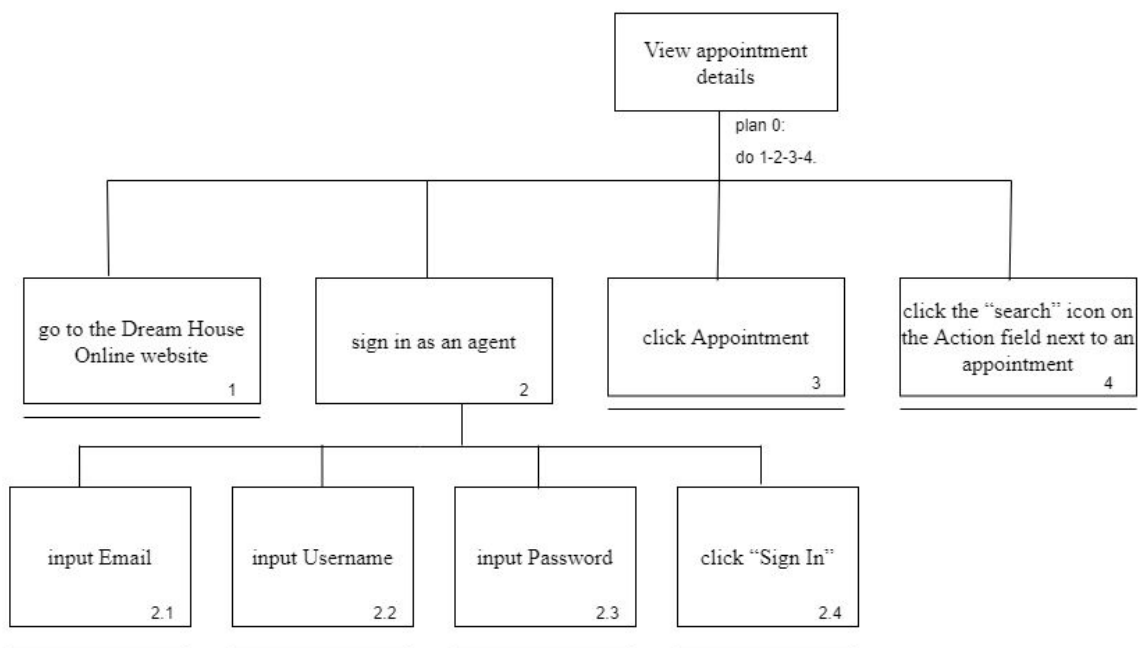 View appointment
details
plan 0:
do 1-2-3-4.
go to the Dream House
Online website
1
sign in as an agent
2
click Appointment
3
click the “search” icon on
the Action field next to an
appointment
4
input Email
2.1
input Username
2.2
input Password
2.3
click “Sign In”
2.4